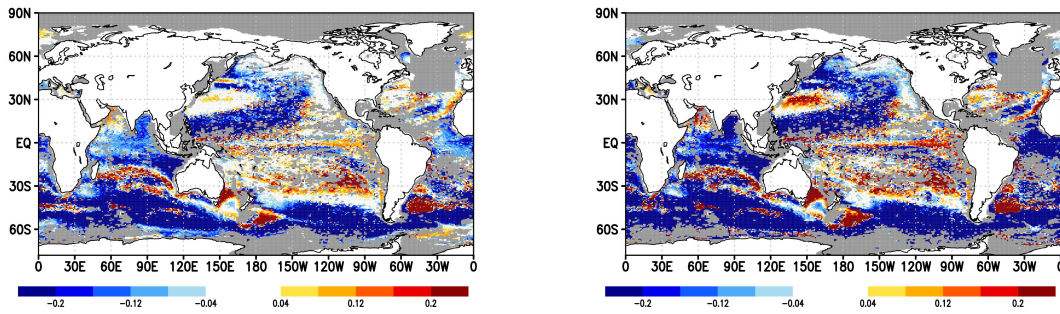 90N 90N
60N 60N
30N 30N
EQ EQ
30S 30S
60S 60S
0 30E 60E 90E 120E 150E 180 150W 120W 90W 60W 30W 0 0 30E 60E 90E 120E 150E 180 150W 120W 90W 60W 30W 0
−0.2 −0.12 −0.04 0.04 0.12 0.2 −0.2 −0.12 −0.04 0.04 0.12 0.2